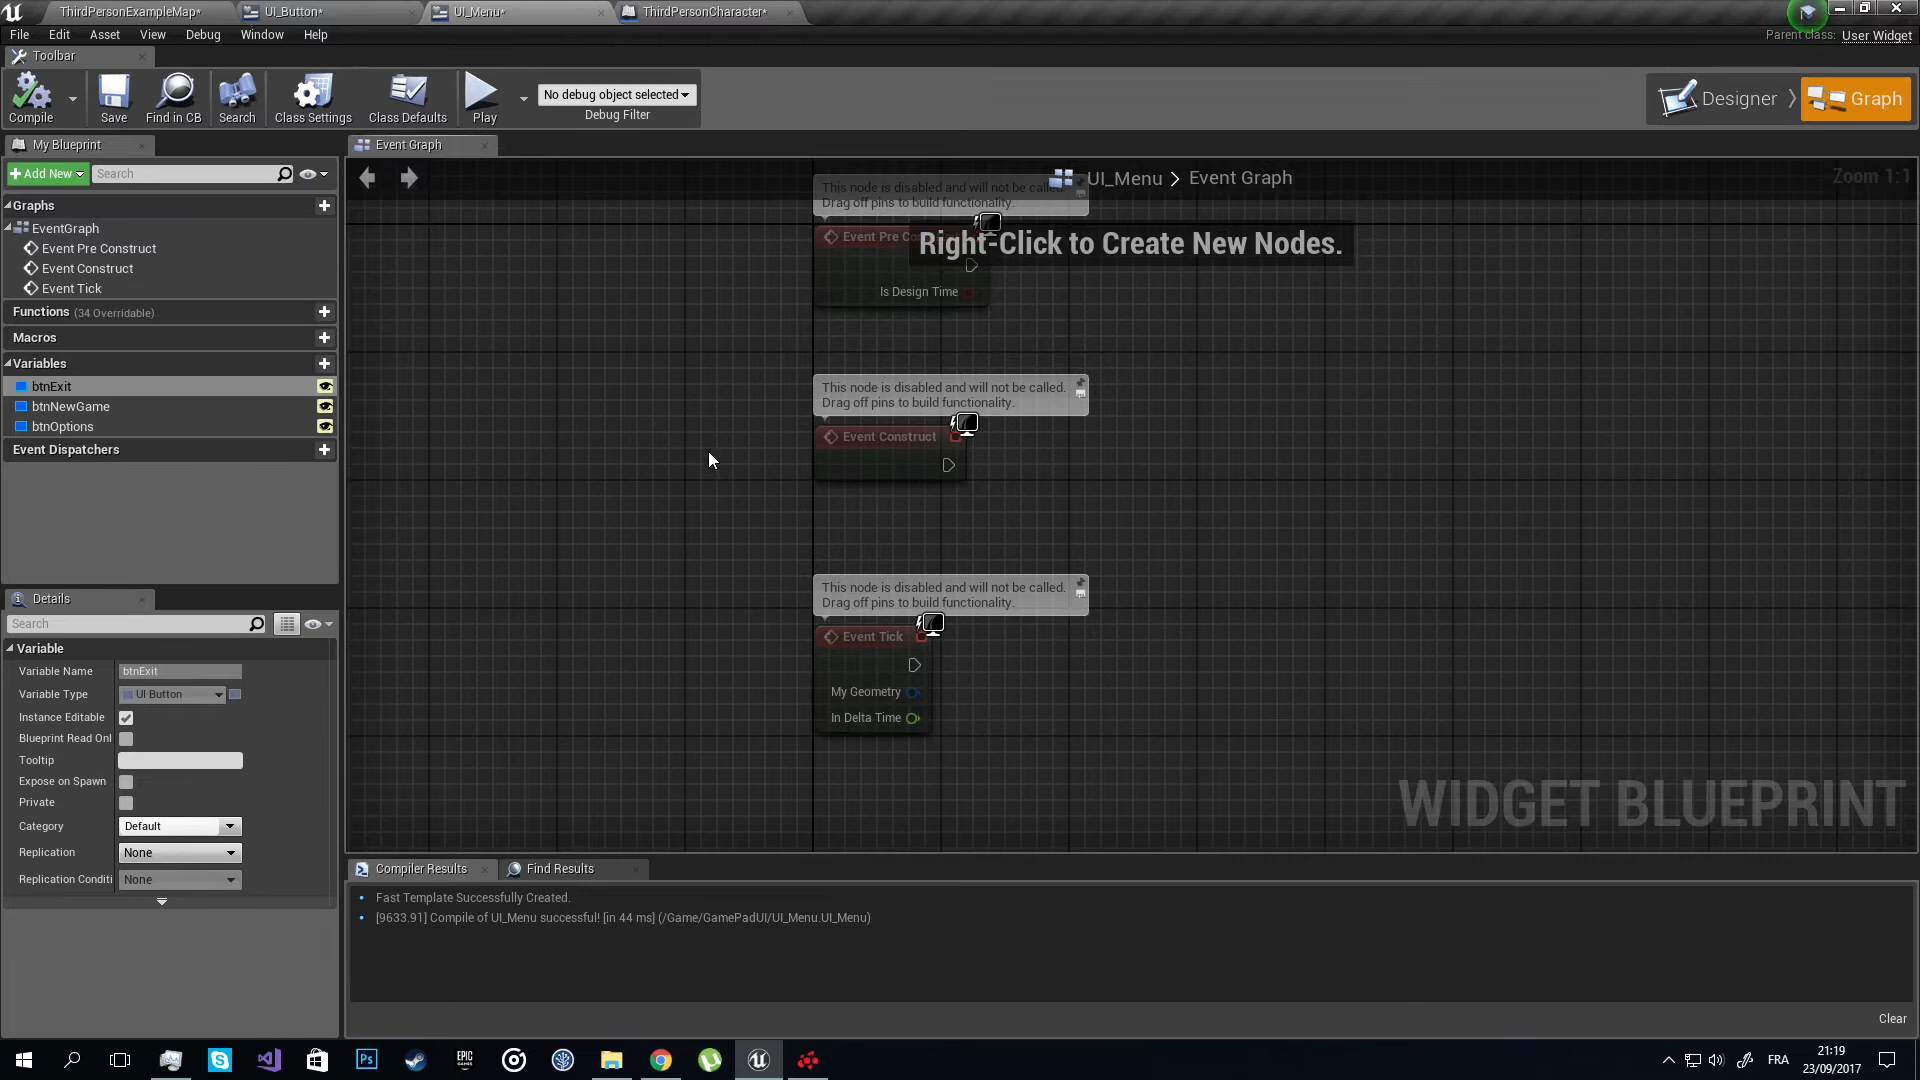 ThirdPersonExampleMap*
UI_Button*
UI_Menu*
ThirdPersonCharacter*
File Edit Asset View Debug Window Help
Parent class: User Widget
Toolbar
Compile
Save
Find in CB
Search
Class Settings
Class Defaults
Play
No debug object selected
Debug Filter
Designer
Graph
My Blueprint
Event Graph
+Add New
Search
UI_Menu > Event Graph
Zoom 1:1
Graphs
EventGraph
Event Pre Construct
Event Construct
Event Tick
Functions (34 Overridable)
Macros
Variables
btnExit
btnNewGame
btnOptions
Event Dispatchers
This node is disabled and will not be called.
Drag off pins to build functionality.
Event Pre Co
Right-Click to Create New Nodes.
Is Design Time
This node is disabled and will not be called.
Drag off pins to build functionality.
Event Construct
This node is disabled and will not be called.
Drag off pins to build functionality.
Event Tick
My Geometry
In Delta Time
WIDGET BLUEPRINT
Details
Search
Variable
Variable Name btnExit
Variable Type UI Button
Instance Editable
Blueprint Read Onl
Tooltip
Expose on Spawn
Private
Category Default
Replication None
Replication Conditi None
Compiler Results
Find Results
Fast Template Successfully Created.
[9633.91] Compile of UI_Menu successful! [in 44 ms] (/Game/GamePadUI/UI_Menu.UI_Menu)
Clear
Ps
EPIC GAMES
FRA
21:19
23/09/2017